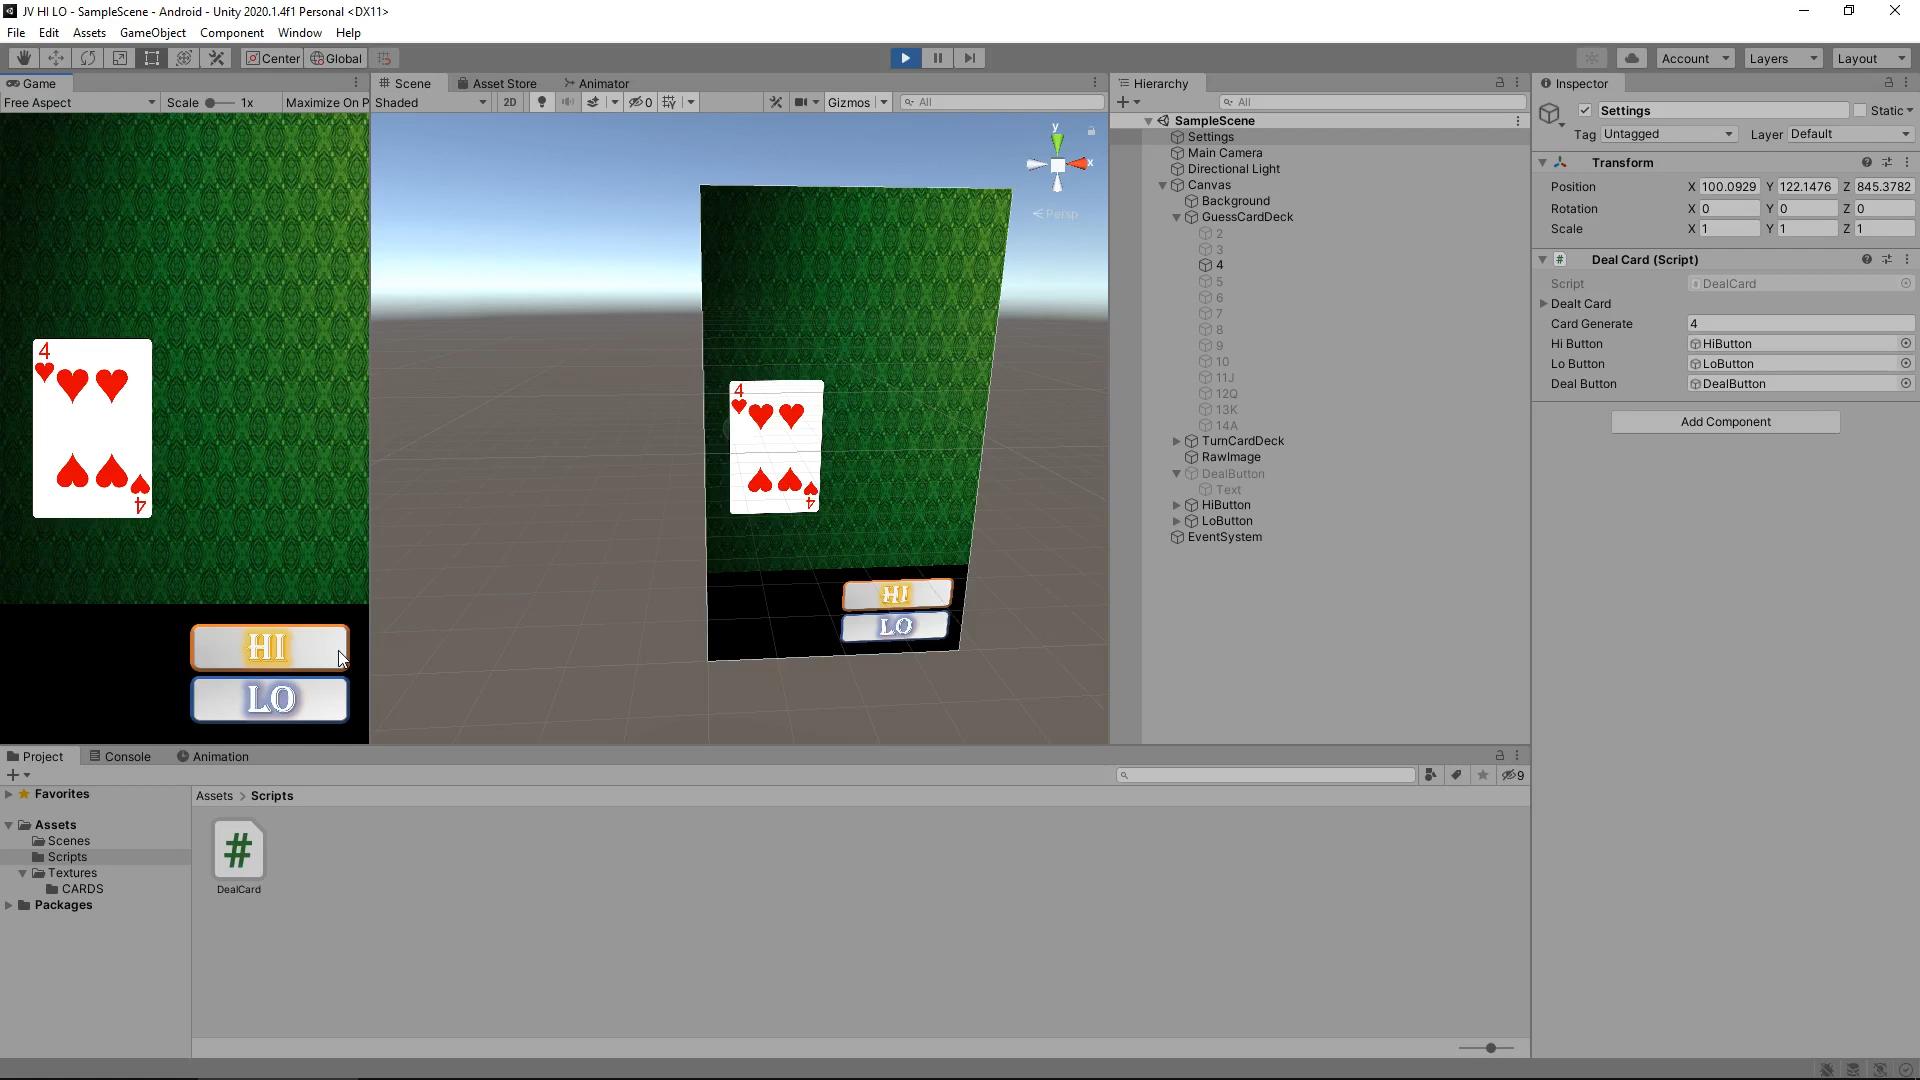 JV HI LO - SampleScene - Android - Unity 2020.1.4f1 Personal <DX11>
File Edit Assets GameObject Component Window Help
Center Global Account Layers Layout
Game
Free Aspect Scale 1x Maximize On P
4
4
HI
LO
Scene Asset Store Animator
Shaded 2D 0 Gizmos All
y
x
Persp
4
4
HI
LO
Hierarchy
All
SampleScene
Settings
Main Camera
Directional Light
Canvas
Background
GuessCardDeck
2
3
4
5
6
7
8
9
10
11J
12Q
13K
14A
TurnCardDeck
RawImage
DealButton
Text
HiButton
LoButton
EventSystem
Inspector
Settings Static
Tag Untagged Layer Default
Transform
Position X 100.0929 Y 122.1476 Z 845.3782
Rotation X 0 Y 0 Z 0
Scale X 1 Y 1 Z 1
# Deal Card (Script)
Script DealCard
Dealt Card
Card Generate 4
Hi Button HiButton
Lo Button LoButton
Deal Button DealButton
Add Component
Project Console Animation
9
Favorites
Assets
Scenes
Scripts
Textures
CARDS
Packages
Assets > Scripts
#
DealCard